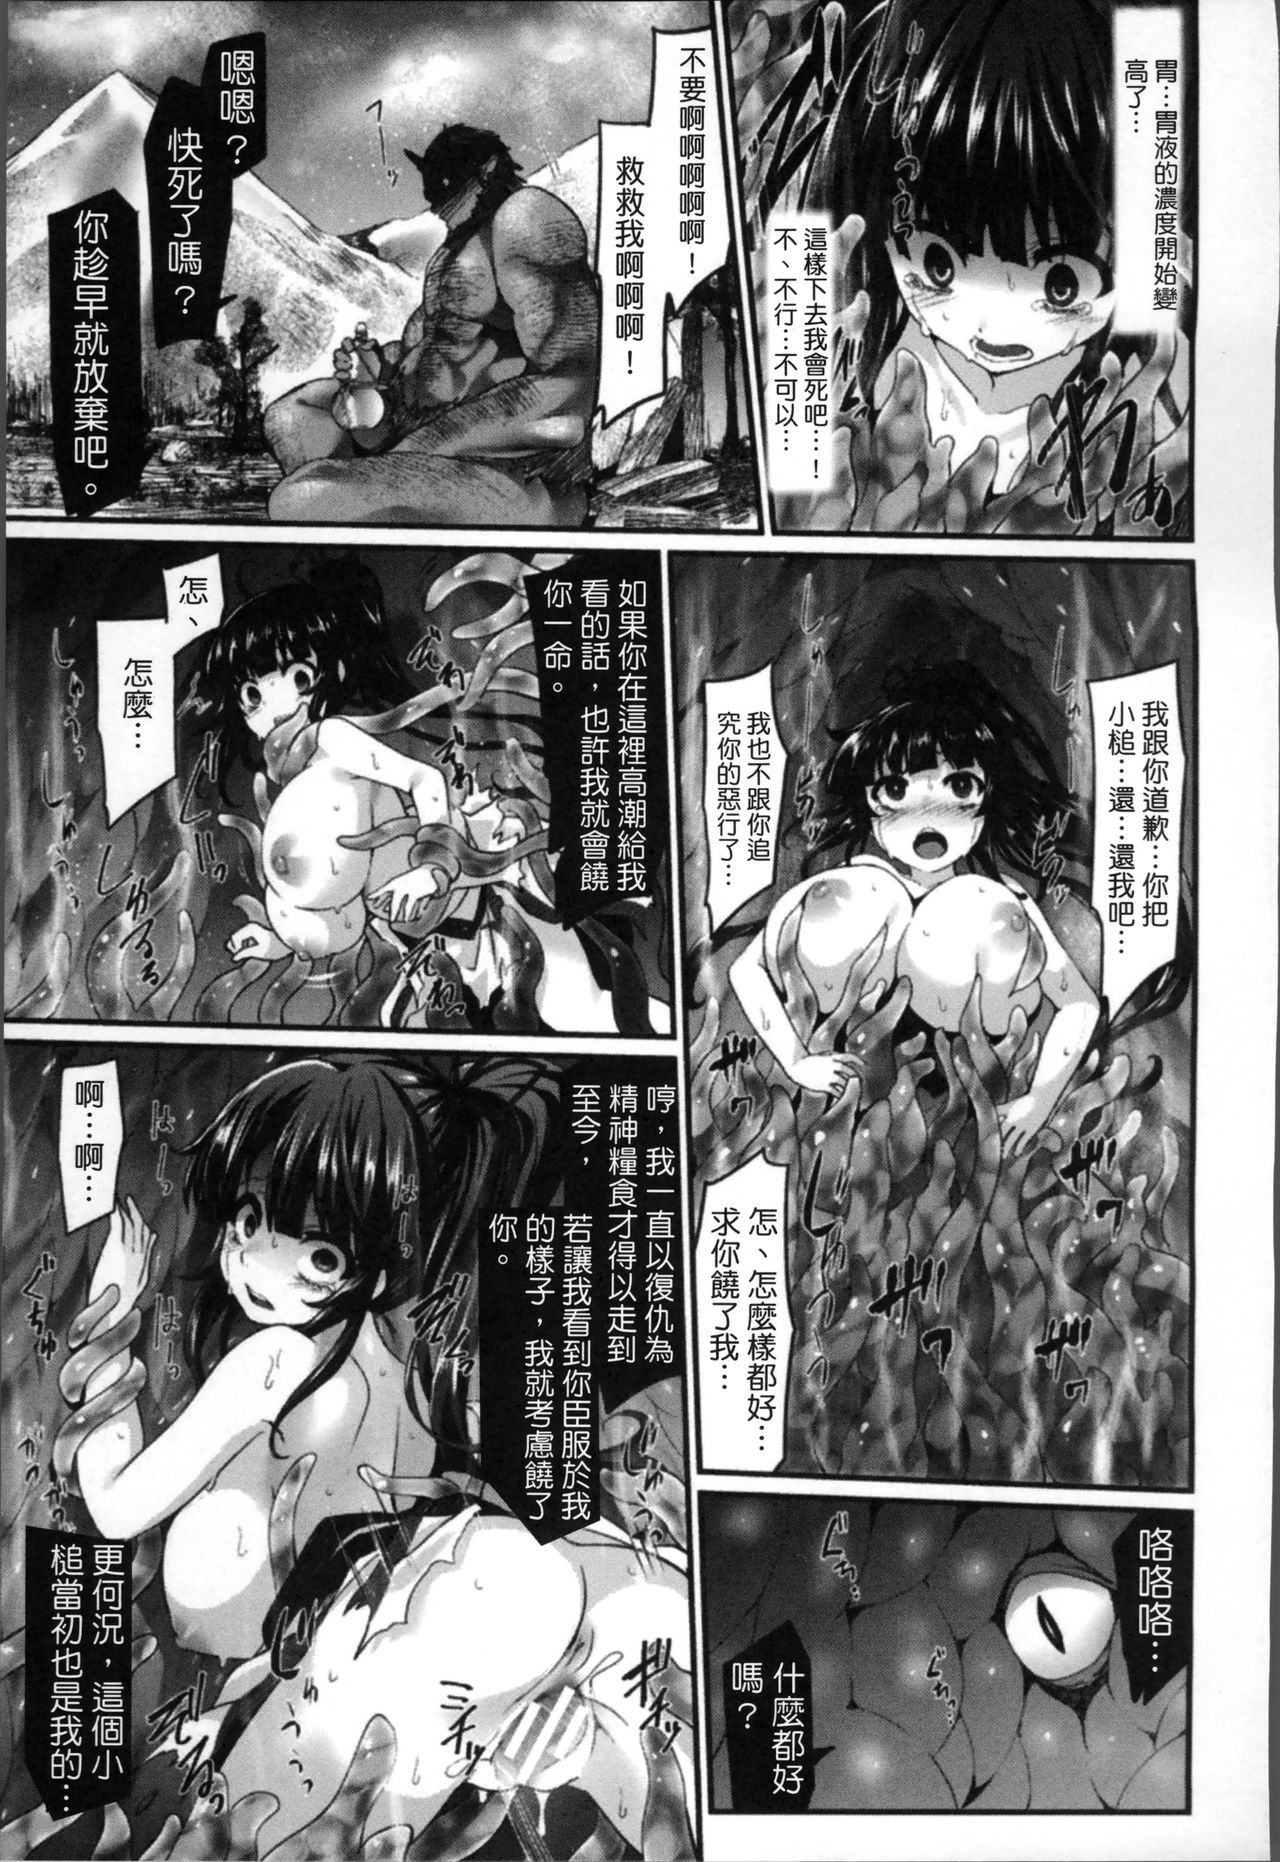 胃…胃液的濃度開始變
高了…
這樣下去我會死吧…！
不、不行…不可以…
不要啊啊啊啊啊！
救救我啊啊啊！
嗯嗯？
快死了嗎？
你趁早就放棄吧。
我跟你道歉…你把
小槌…還…還我吧…
我也不跟你追
究你的惡行了…
怎、怎麼樣都好…
求你饒了我…
如果你在這裡高潮給我
看的話，也許我就會饒
你一命。
怎、
怎麼…
咯咯咯…
什麼都好
嗎？
哼，我一直以復仇為
精神糧食才得以走到
至今，
若讓我看到你臣服於我
的樣子，我就考慮饒了
你。
啊…啊…
更何況，這個小
槌當初也是我的…